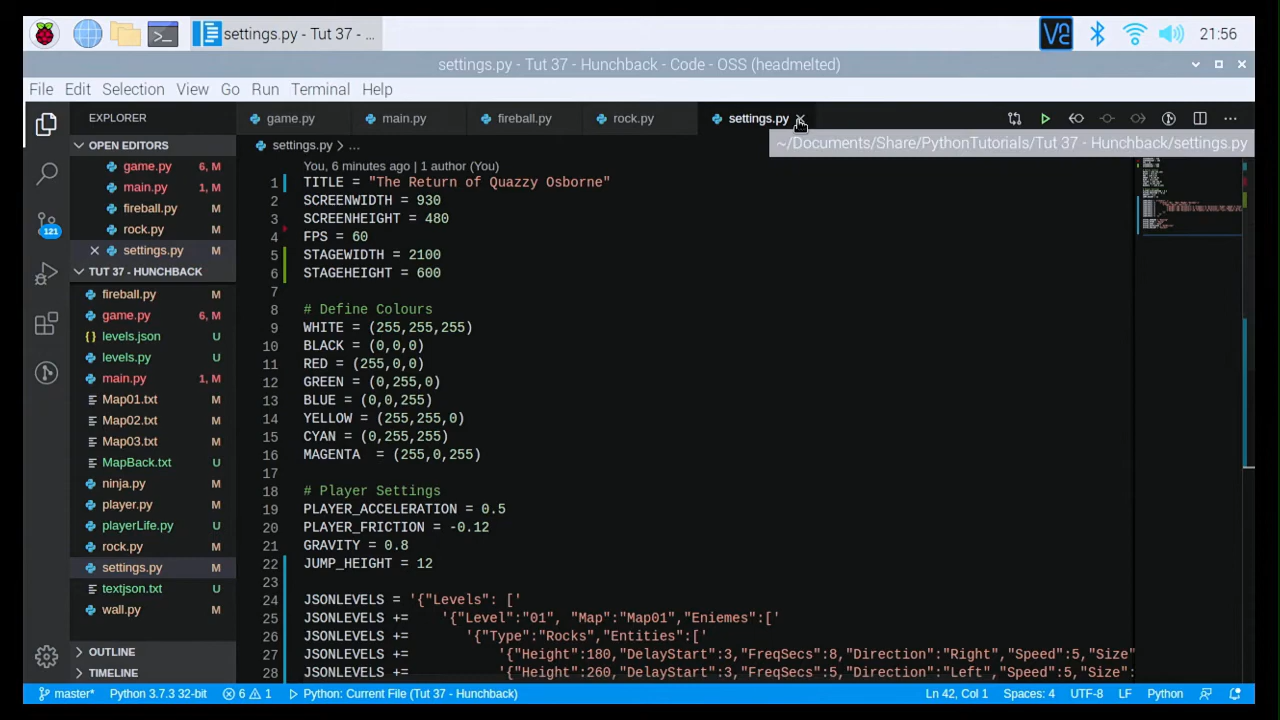 settings.py - Tut 37 - ...
21:56
settings.py - Tut 37 - Hunchback - Code - OSS (headmelted)
File Edit Selection View Go Run Terminal Help
EXPLORER
OPEN EDITORS
game.py 6, M
main.py 1, M
fireball.py M
rock.py M
settings.py M
TUT 37 - HUNCHBACK
fireball.py M
game.py 6, M
levels.json U
levels.py U
main.py 1, M
Map01.txt M
Map02.txt M
Map03.txt M
MapBack.txt U
ninja.py M
player.py M
playerLife.py U
rock.py M
settings.py M
textjson.txt U
wall.py M
OUTLINE
TIMELINE
121
game.py main.py fireball.py rock.py settings.py
~/Documents/Share/PythonTutorials/Tut 37 - Hunchback/settings.py
settings.py > ...
You, 6 minutes ago | 1 author (You)
1 TITLE = "The Return of Quazzy Osborne"
2 SCREENWIDTH = 930
3 SCREENHEIGHT = 480
4 FPS = 60
5 STAGEWIDTH = 2100
6 STAGEHEIGHT = 600
7
8 # Define Colours
9 WHITE = (255,255,255)
10 BLACK = (0,0,0)
11 RED = (255,0,0)
12 GREEN = (0,255,0)
13 BLUE = (0,0,255)
14 YELLOW = (255,255,0)
15 CYAN = (0,255,255)
16 MAGENTA  = (255,0,255)
17
18 # Player Settings
19 PLAYER_ACCELERATION = 0.5
20 PLAYER_FRICTION = -0.12
21 GRAVITY = 0.8
22 JUMP_HEIGHT = 12
23
24 JSONLEVELS = '{"Levels": ['
25 JSONLEVELS +=    '{"Level":"01", "Map":"Map01","Eniemes":['
26 JSONLEVELS +=       '{"Type":"Rocks","Entities":['
27 JSONLEVELS +=           '{"Height":180,"DelayStart":3,"FreqSecs":8,"Direction":"Right","Speed":5,"Size"
28 JSONLEVELS +=           '{"Height":260,"DelayStart":3,"FreqSecs":5,"Direction":"Left","Speed":5,"Size":
master* Python 3.7.3 32-bit 6 1 Python: Current File (Tut 37 - Hunchback) Ln 42, Col 1 Spaces: 4 UTF-8 LF Python